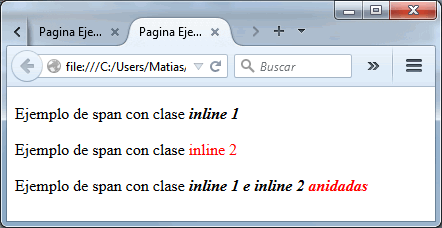 Pagina Eje... Pagina Eje...
file:///C:/Users/Matias/ Buscar
Ejemplo de span con clase inline 1
Ejemplo de span con clase inline 2
Ejemplo de span con clase inline 1 e inline 2 anidadas